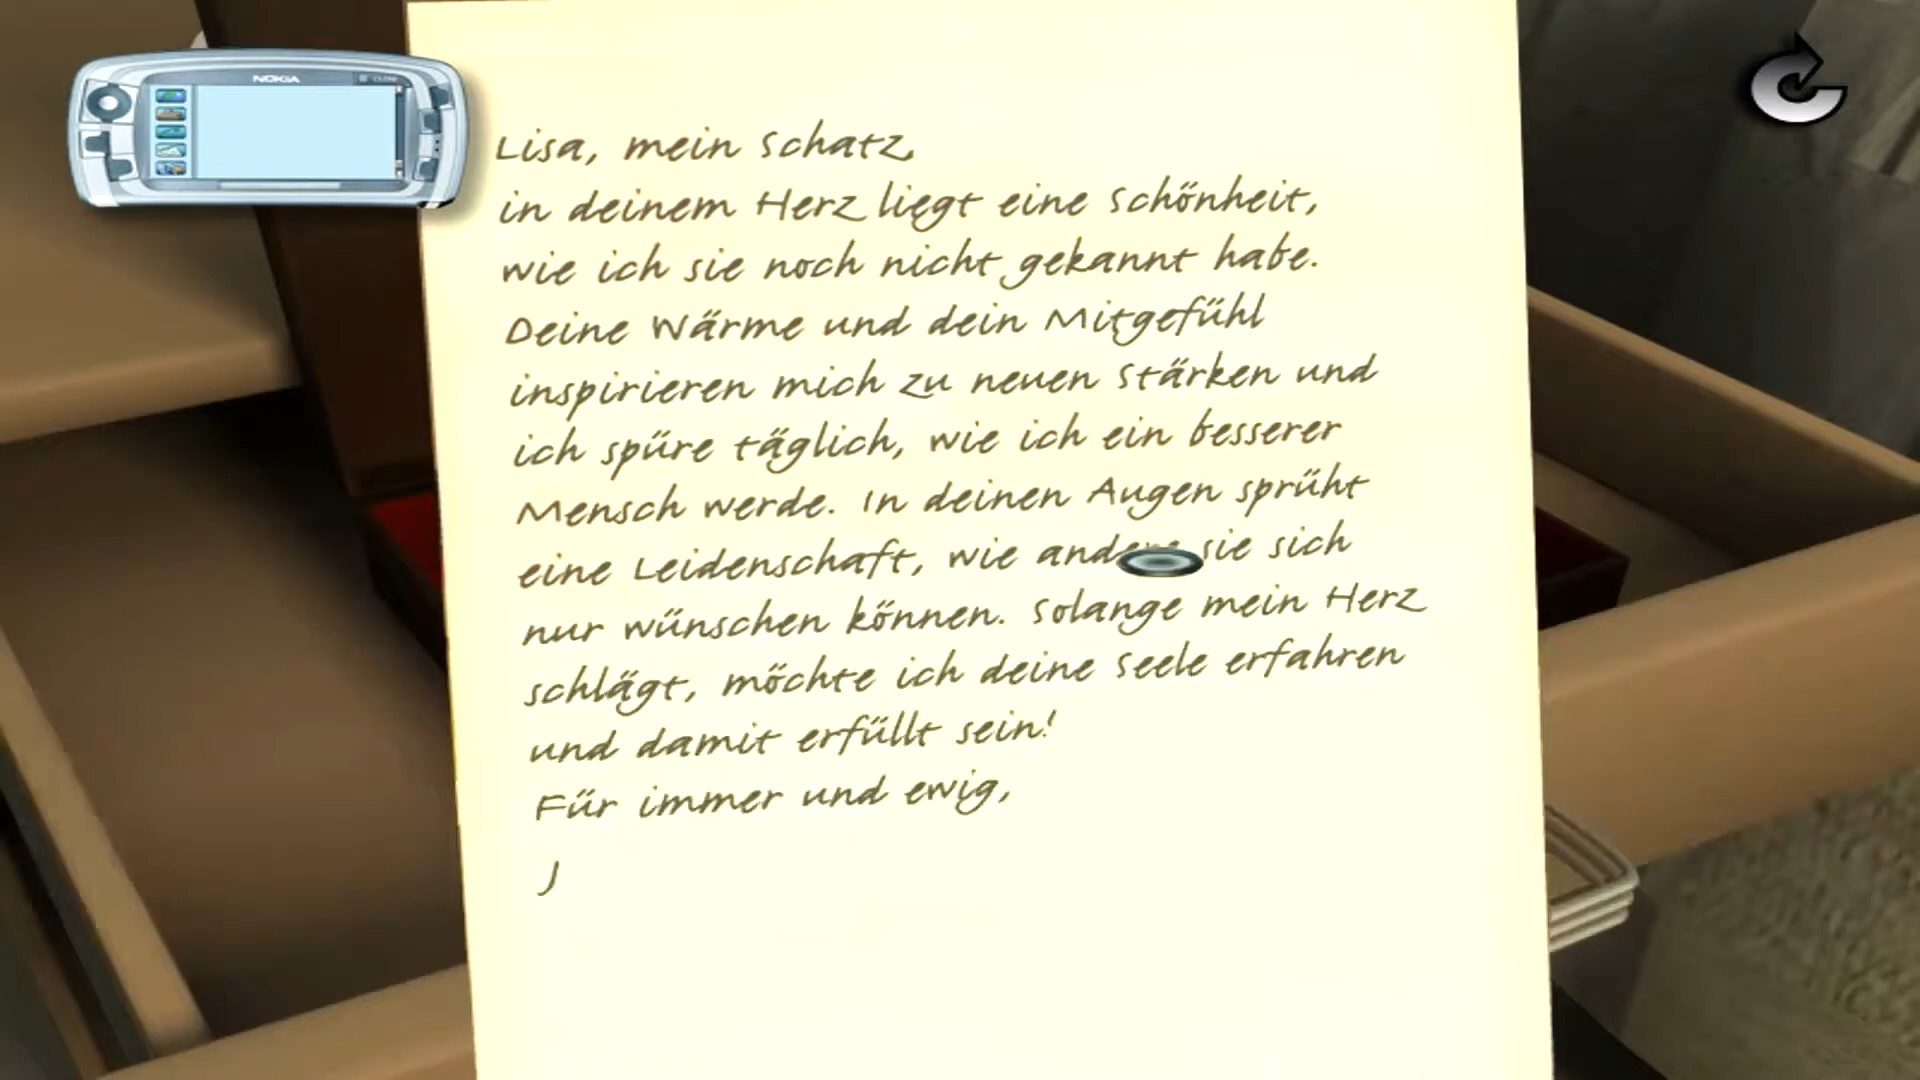 NOKIA
Lisa, mein Schatz,
in deinem Herz liegt eine Schönheit,
wie ich sie noch nicht gekannt habe.
Deine Wärme und dein Mitgefühl
inspirieren mich zu neuen Stärken und
ich spüre täglich, wie ich ein besserer
Mensch werde. In deinen Augen sprüht
eine Leidenschaft, wie andere sie sich
nur wünschen können. Solange mein Herz
schlägt, möchte ich deine Seele erfahren
und damit erfüllt sein!
Für immer und ewig,
J